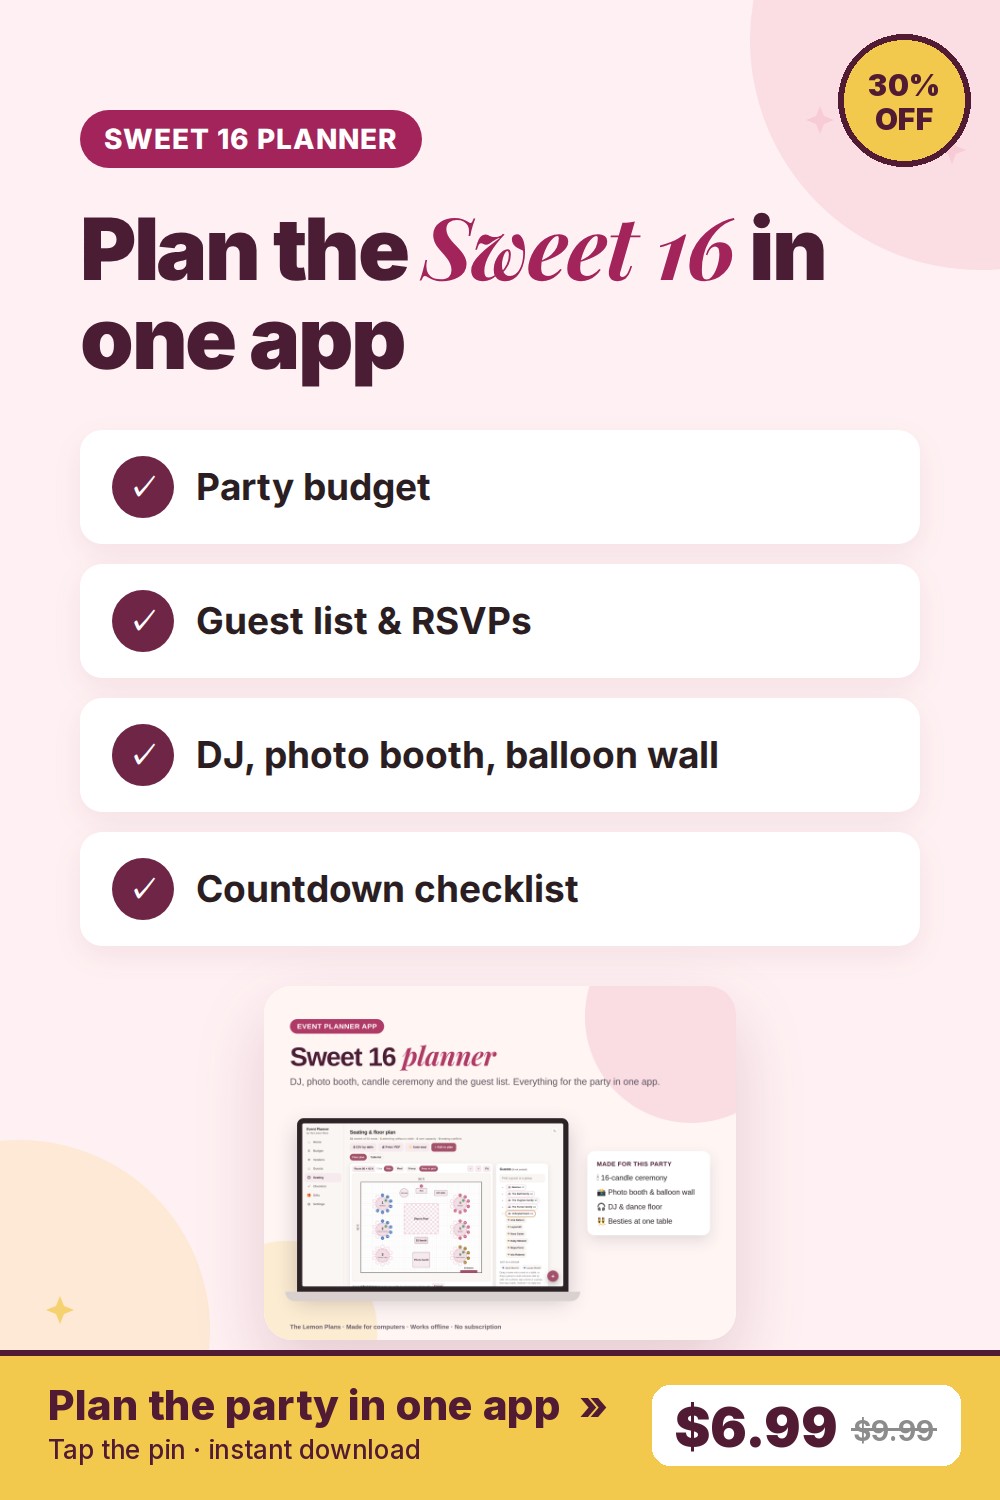 30%
OFF
SWEET 16 PLANNER
Plan the Sweet 16 in
one app
✓ Party budget
✓ Guest list & RSVPs
✓ DJ, photo booth, balloon wall
✓ Countdown checklist
EVENT PLANNER APP
Sweet 16 planner
DJ, photo booth, candle ceremony and the guest list. Everything for the party in one app.
Seating & floor plan
MADE FOR THIS PARTY
16-candle ceremony
Photo booth & balloon wall
DJ & dance floor
Besties at one table
The Lemon Plans · Made for computers · Works offline · No subscription
Plan the party in one app »
Tap the pin · instant download
$6.99 $9.99